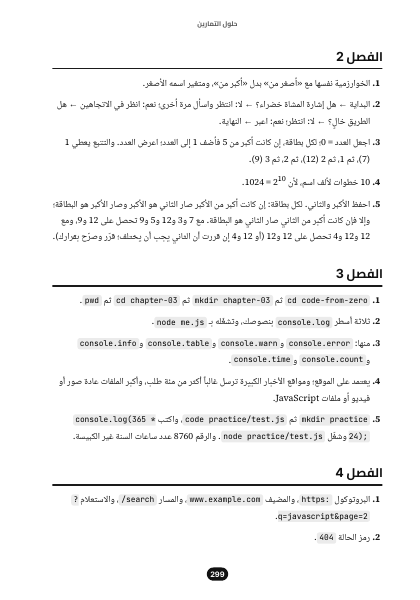 حلول التمارين
الفصل 2
1. الخوارزمية نفسها مع «أصغر من» بدل «أكبر من»، ومتغير اسمه الأصغر.
2. البداية ← هل إشارة المشاة خضراء؟ ← لا: انتظر واسأل مرة أخرى؛ نعم: انظر في الاتجاهين ← هل
الطريق خالٍ؟ ← لا: انتظر؛ نعم: اعبر ← النهاية.
3. اجعل العدد = 0؛ لكل بطاقة، إن كانت أكبر من 5 فأضف 1 إلى العدد؛ اعرض العدد. والتتبع يعطي 1
(7)، ثم 1، ثم 2 (12)، ثم 2، ثم 3 (9).
4. 10 خطوات لألف اسم، لأن 2^10 = 1024.
5. احفظ الأكبر والثاني. لكل بطاقة: إن كانت أكبر من الأكبر صار الثاني هو الأكبر وصار الأكبر هو البطاقة؛
وإلا فإن كانت أكبر من الثاني صار الثاني هو البطاقة. مع 7 و3 و12 و5 و9 تحصل على 12 و9، ومع
12 و12 و4 تحصل على 12 و12 (أو 12 و4 إن قررت أن الثاني يجب أن يختلف؛ قرّر وصرّح بقرارك).
الفصل 3
1. cd code-from-zero ثم mkdir chapter-03 ثم cd chapter-03 ثم pwd.
2. ثلاثة أسطر console.log بنصوصك، وتشغّله بـ node me.js.
3. منها: console.error و console.warn و console.table و console.info
و console.count و console.time.
4. يعتمد على الموقع؛ ومواقع الأخبار الكبيرة ترسل غالباً أكثر من مئة طلب، وأكبر الملفات عادة صور أو
فيديو أو ملفات JavaScript.
5. mkdir practice ثم code practice/test.js، واكتب console.log(365 *
24); وشغّل node practice/test.js. والرقم 8760 عدد ساعات السنة غير الكبيسة.
الفصل 4
1. البروتوكول https:، والمضيف www.example.com، والمسار /search، والاستعلام ?
q=javascript&page=2.
2. رمز الحالة 404.
299